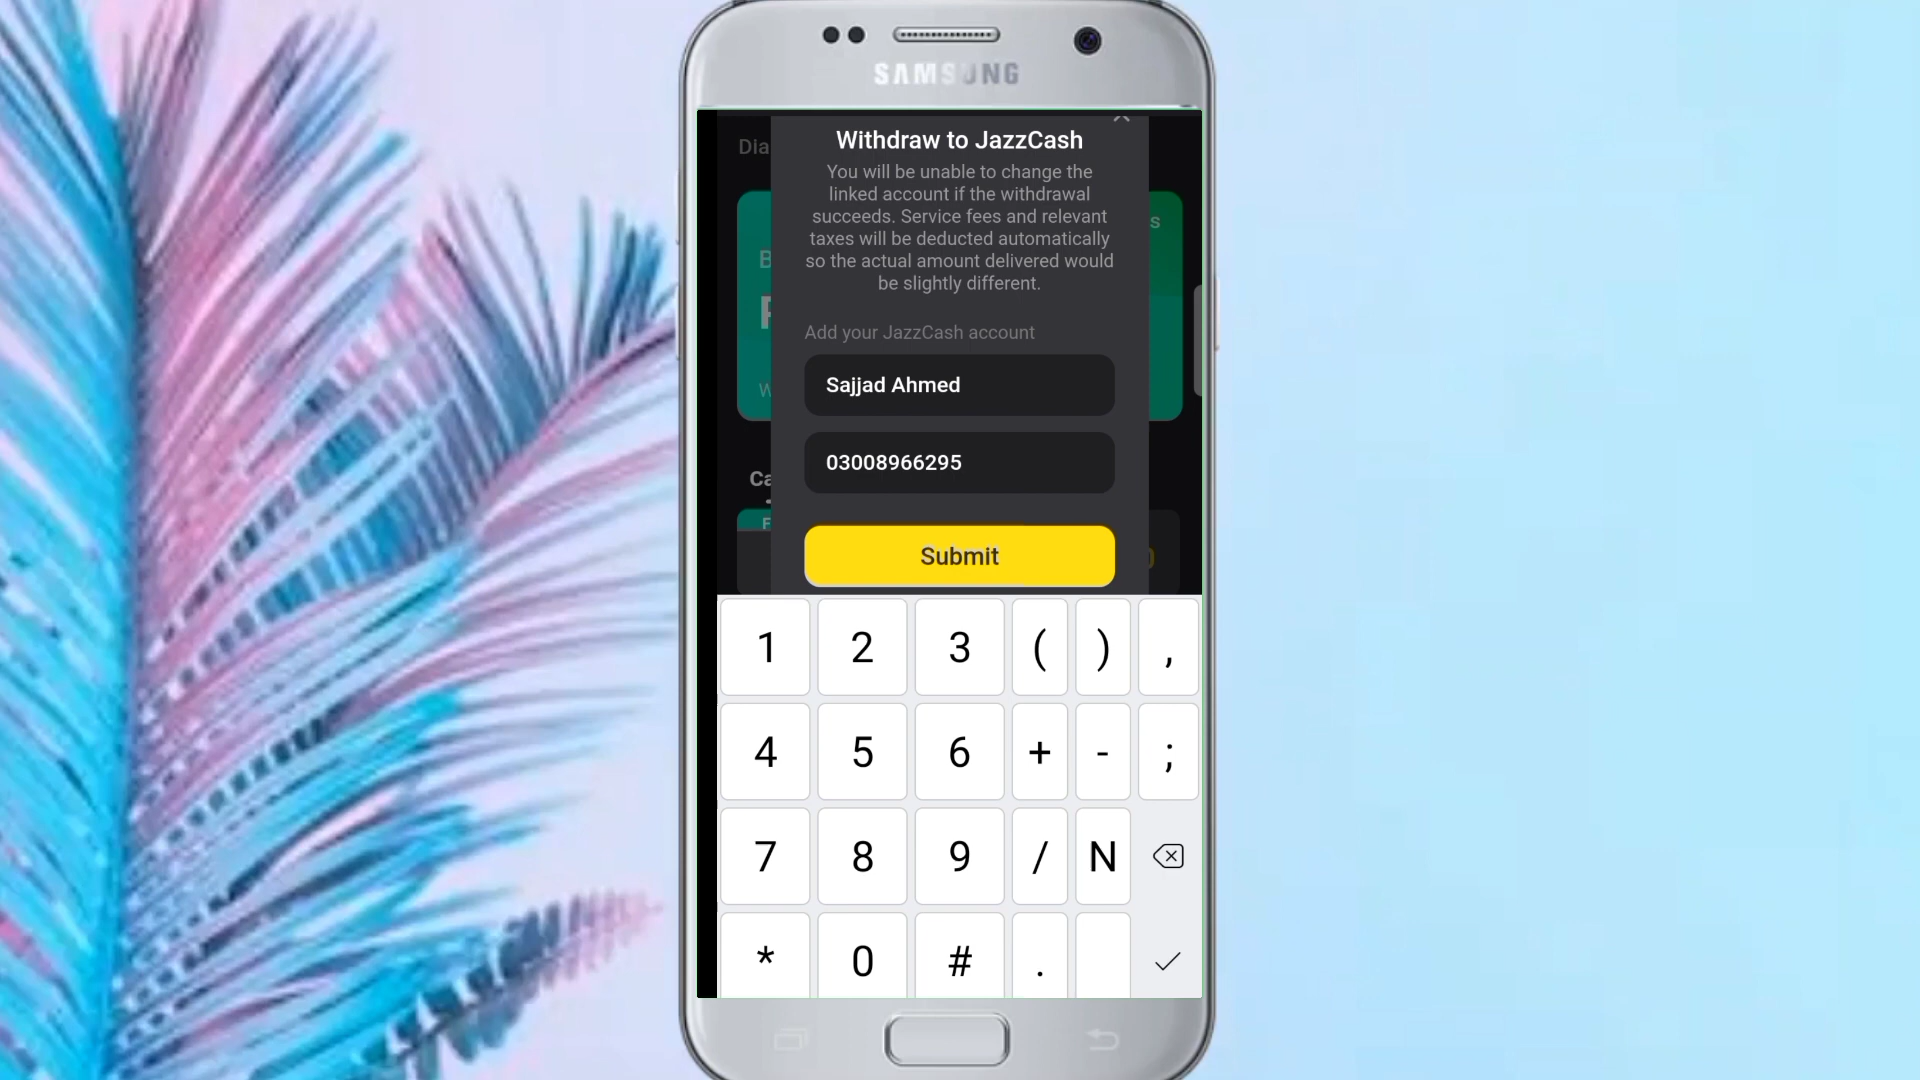 SAMSUNG
Withdraw to JazzCash
Dia
You will be unable to change the
linked account if the withdrawal
succeeds. Service fees and relevant
s
taxes will be deducted automatically
B
so the actual amount delivered would
be slightly different.
Add your JazzCash account
W
Sajjad Ahmed
03008966295
Ca
F
Submit
1 2 3 ( ) ,
4 5 6 + - ;
7 8 9 / N
* 0 # .